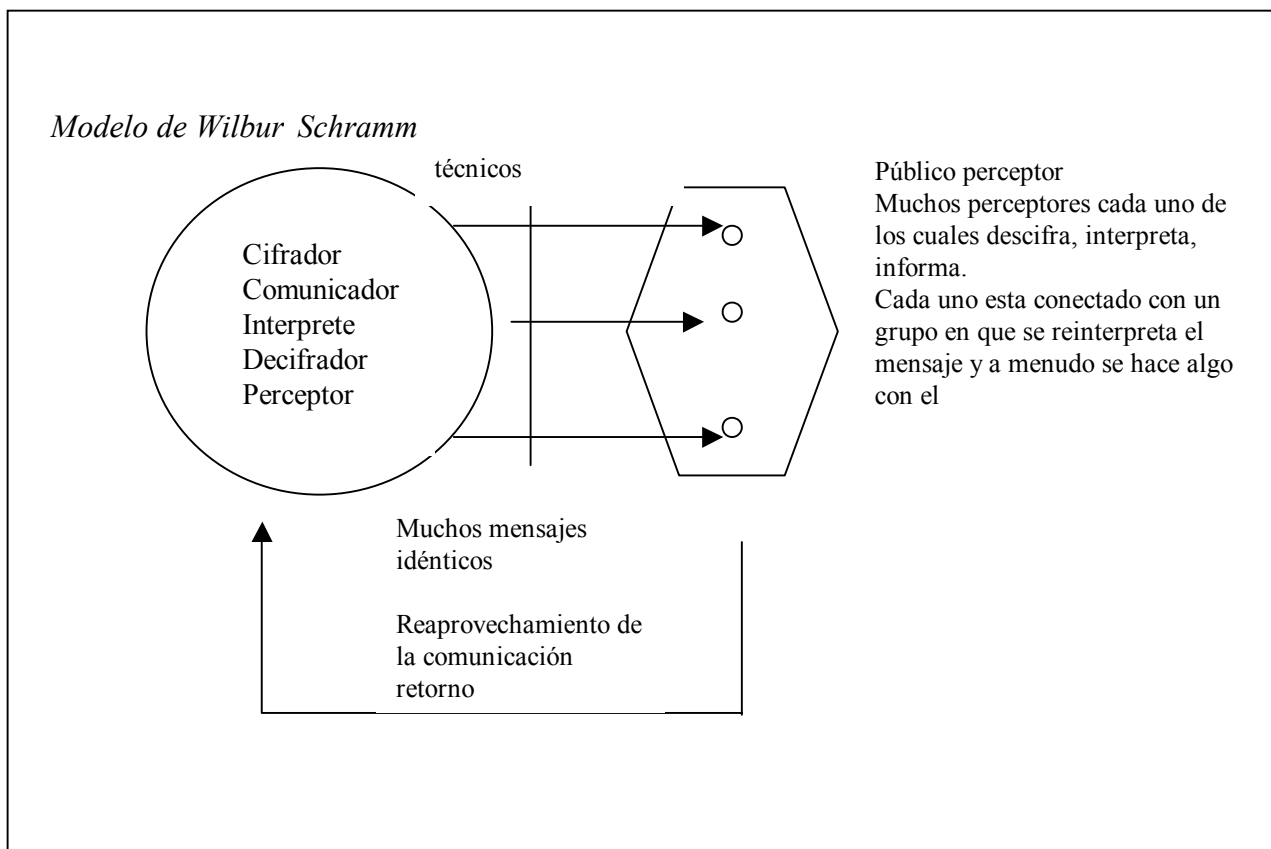 Modelo de Wilbur Schramm
técnicos
Cifrador
Comunicador
Interprete
Decifrador
Perceptor
Público perceptor
Muchos perceptores cada uno de
los cuales descifra, interpreta,
informa.
Cada uno esta conectado con un
grupo en que se reinterpreta el
mensaje y a menudo se hace algo
con el
Muchos mensajes
idénticos
Reaprovechamiento de
la comunicación
retorno